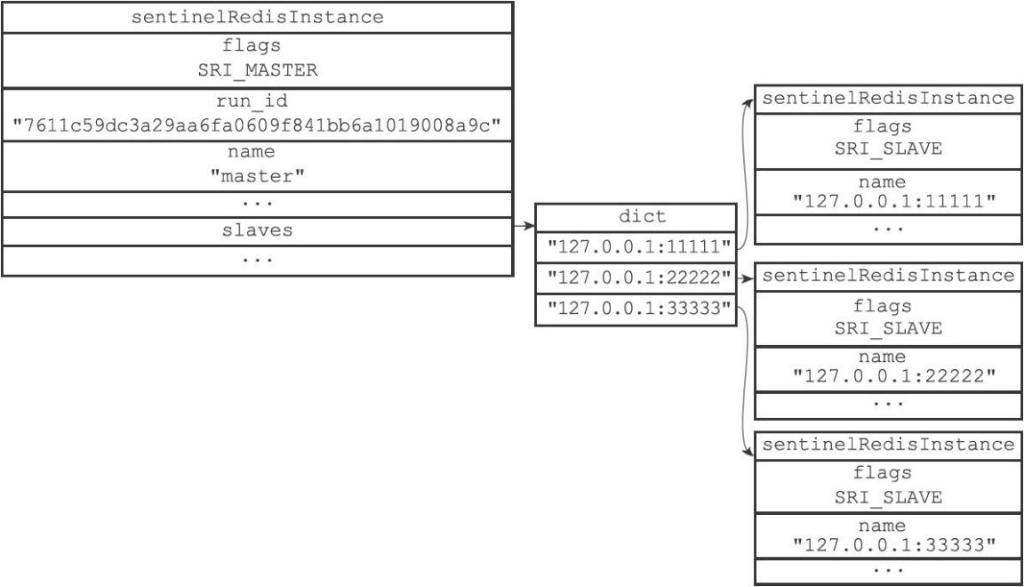 sentinelRedisInstance
flags
SRI_MASTER
run_id
"7611c59dc3a29aa6fa0609f841bb6a1019008a9c"
name
"master"
...
slaves
...
dict
"127.0.0.1:11111"
"127.0.0.1:22222"
"127.0.0.1:33333"
sentinelRedisInstance
flags
SRI_SLAVE
name
"127.0.0.1:11111"
...
sentinelRedisInstance
flags
SRI_SLAVE
name
"127.0.0.1:22222"
...
sentinelRedisInstance
flags
SRI_SLAVE
name
"127.0.0.1:33333"
...